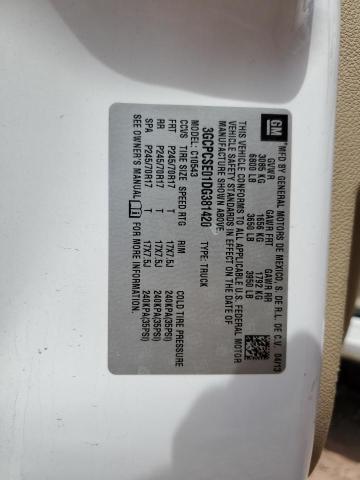 GM
MFD BY GENERAL MOTORS DE MEXICO, S. DE R.L. DE C.V. 04/13
GVWR GAWR FRT GAWR RR
3085 KG 1656 KG 1792 KG
6800 LB 3650 LB 3950 LB
THIS VEHICLE CONFORMS TO ALL APPLICABLE U.S. FEDERAL MOTOR
VEHICLE SAFETY STANDARDS IN EFFECT ON THE DATE OF
MANUFACTURE SHOWN ABOVE.
3GCPCSE01DG381420 TYPE: TRUCK
MODEL: C10543
CCVS TIRE SIZE SPEED RTG RIM COLD TIRE PRESSURE
FRT P245/70R17 T 17X7.5J 240KPA(35PSI)
RR P245/70R17 T 17X7.5J 240KPA(35PSI)
SPA P245/70R17 T 17X7.5J 240KPA(35PSI)
SEE OWNER'S MANUAL FOR MORE INFORMATION.